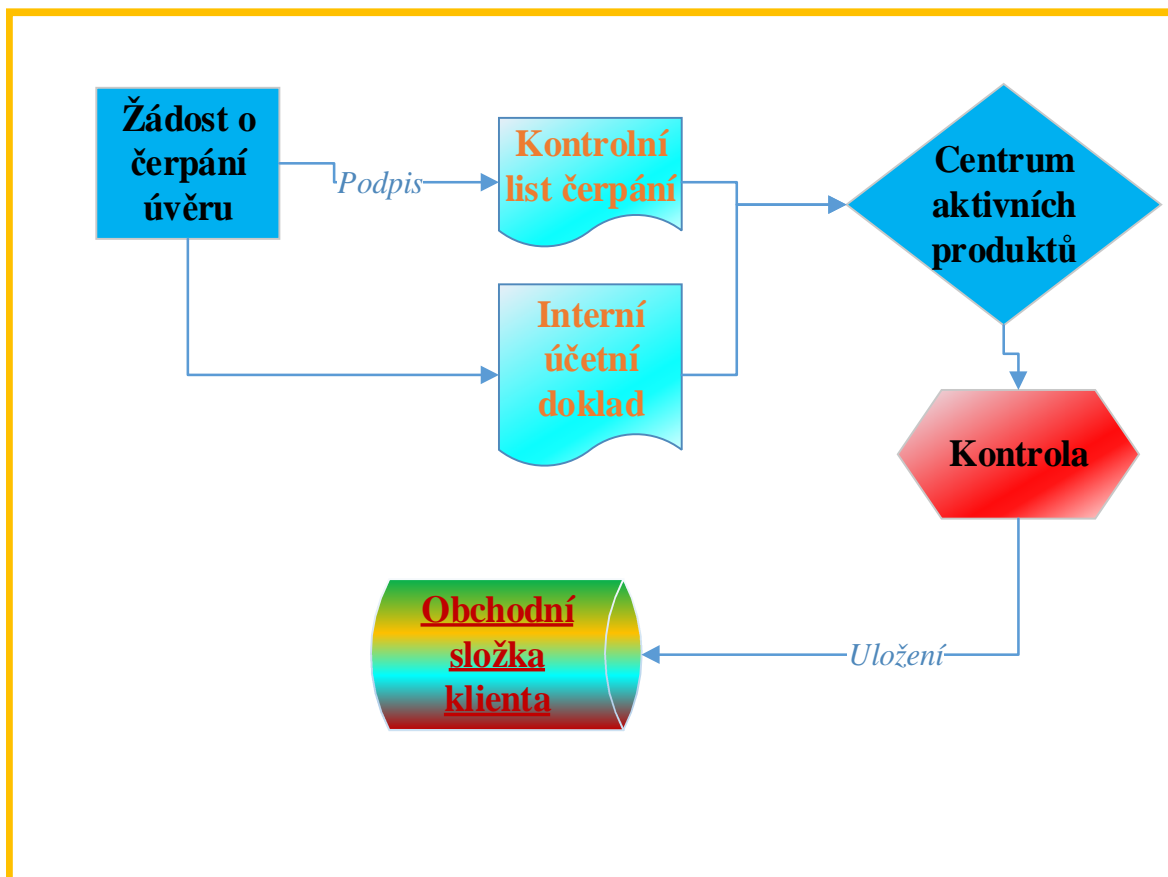 Žádost o
čerpání
úvěru
Podpis
Kontrolní
list čerpání
Centrum
aktivních
produktů
Interní
účetní
doklad
Kontrola
Obchodní
složka
klienta
Uložení